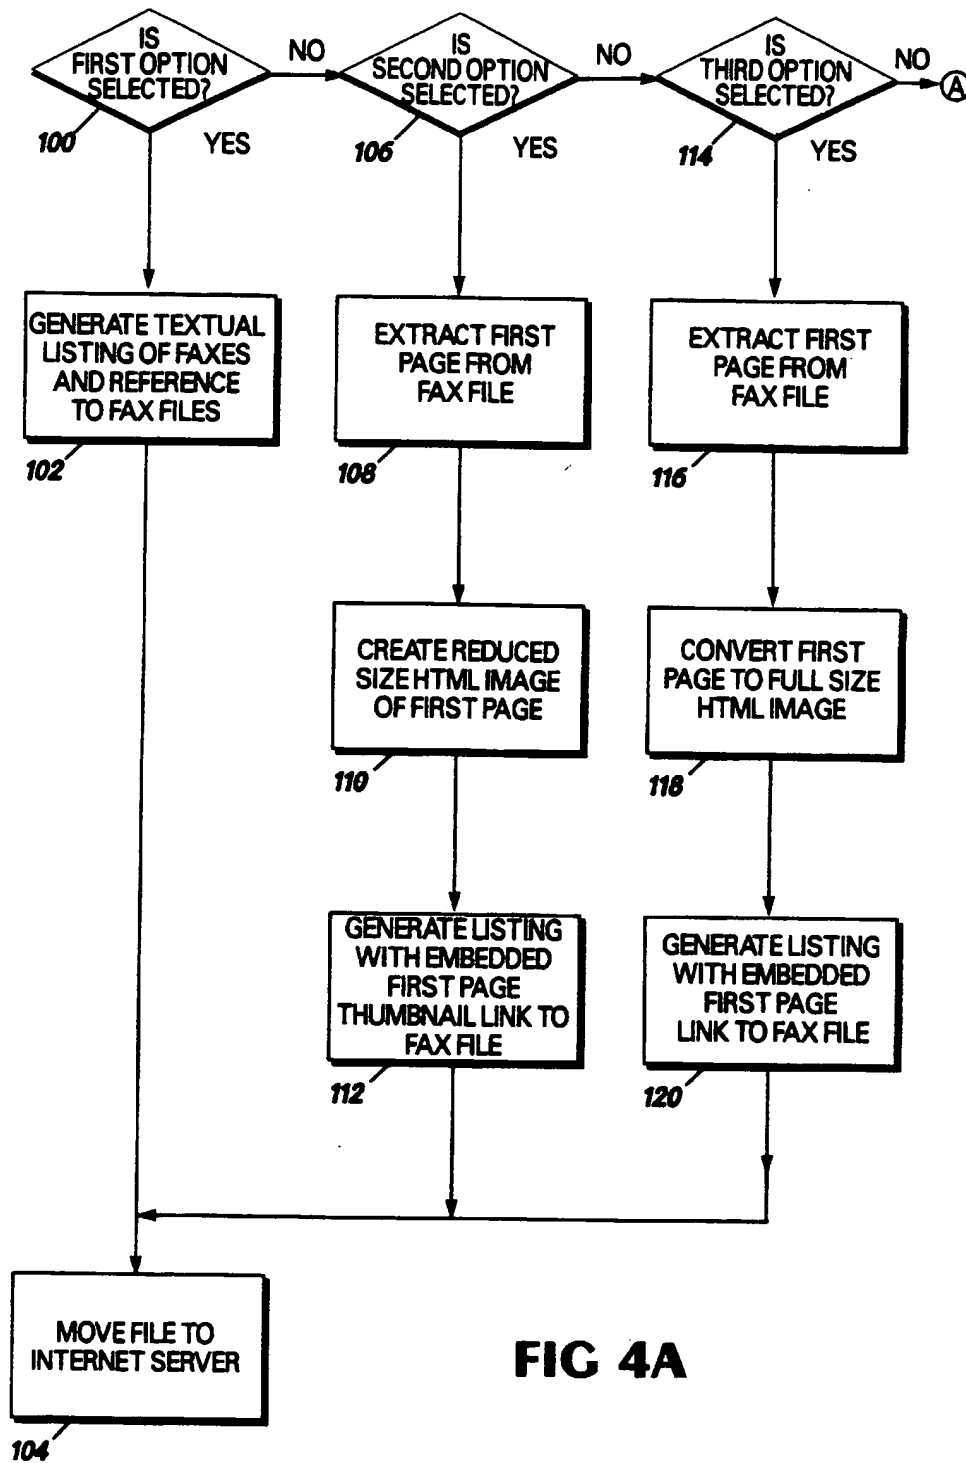 IS
FIRST OPTION
SELECTED?
NO
100
YES
IS
SECOND OPTION
SELECTED?
NO
106
YES
IS
THIRD OPTION
SELECTED?
NO
A
114
YES
GENERATE TEXTUAL
LISTING OF FAXES
AND REFERENCE
TO FAX FILES
102
EXTRACT FIRST
PAGE FROM
FAX FILE
108
EXTRACT FIRST
PAGE FROM
FAX FILE
116
CREATE REDUCED
SIZE HTML IMAGE
OF FIRST PAGE
110
CONVERT FIRST
PAGE TO FULL SIZE
HTML IMAGE
118
GENERATE LISTING
WITH EMBEDDED
FIRST PAGE
THUMBNAIL LINK TO
FAX FILE
112
GENERATE LISTING
WITH EMBEDDED
FIRST PAGE
LINK TO FAX FILE
120
MOVE FILE TO
INTERNET SERVER
104
FIG 4A